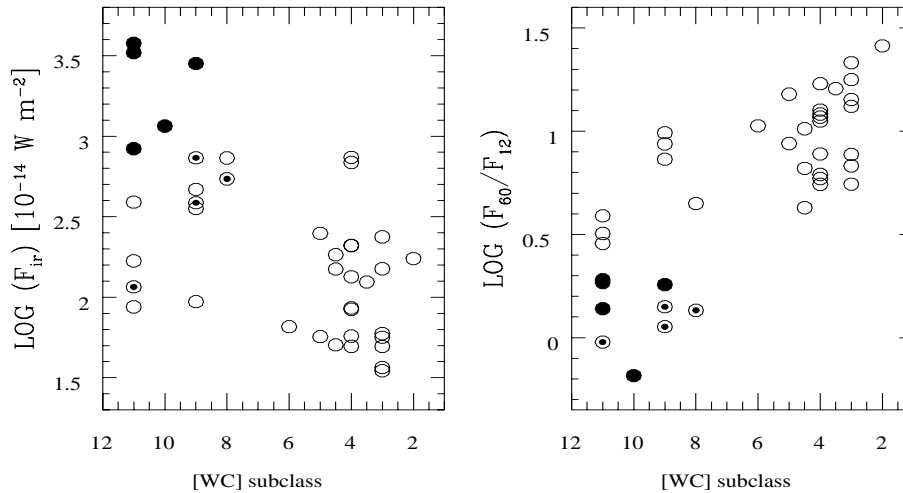 LOG (F_ir) [10^-14 W m^-2]
3.5
3
2.5
2
1.5
12 10 8 6 4 2
[WC] subclass
LOG (F_60/F_12)
1.5
1
0.5
0
12 10 8 6 4 2
[WC] subclass